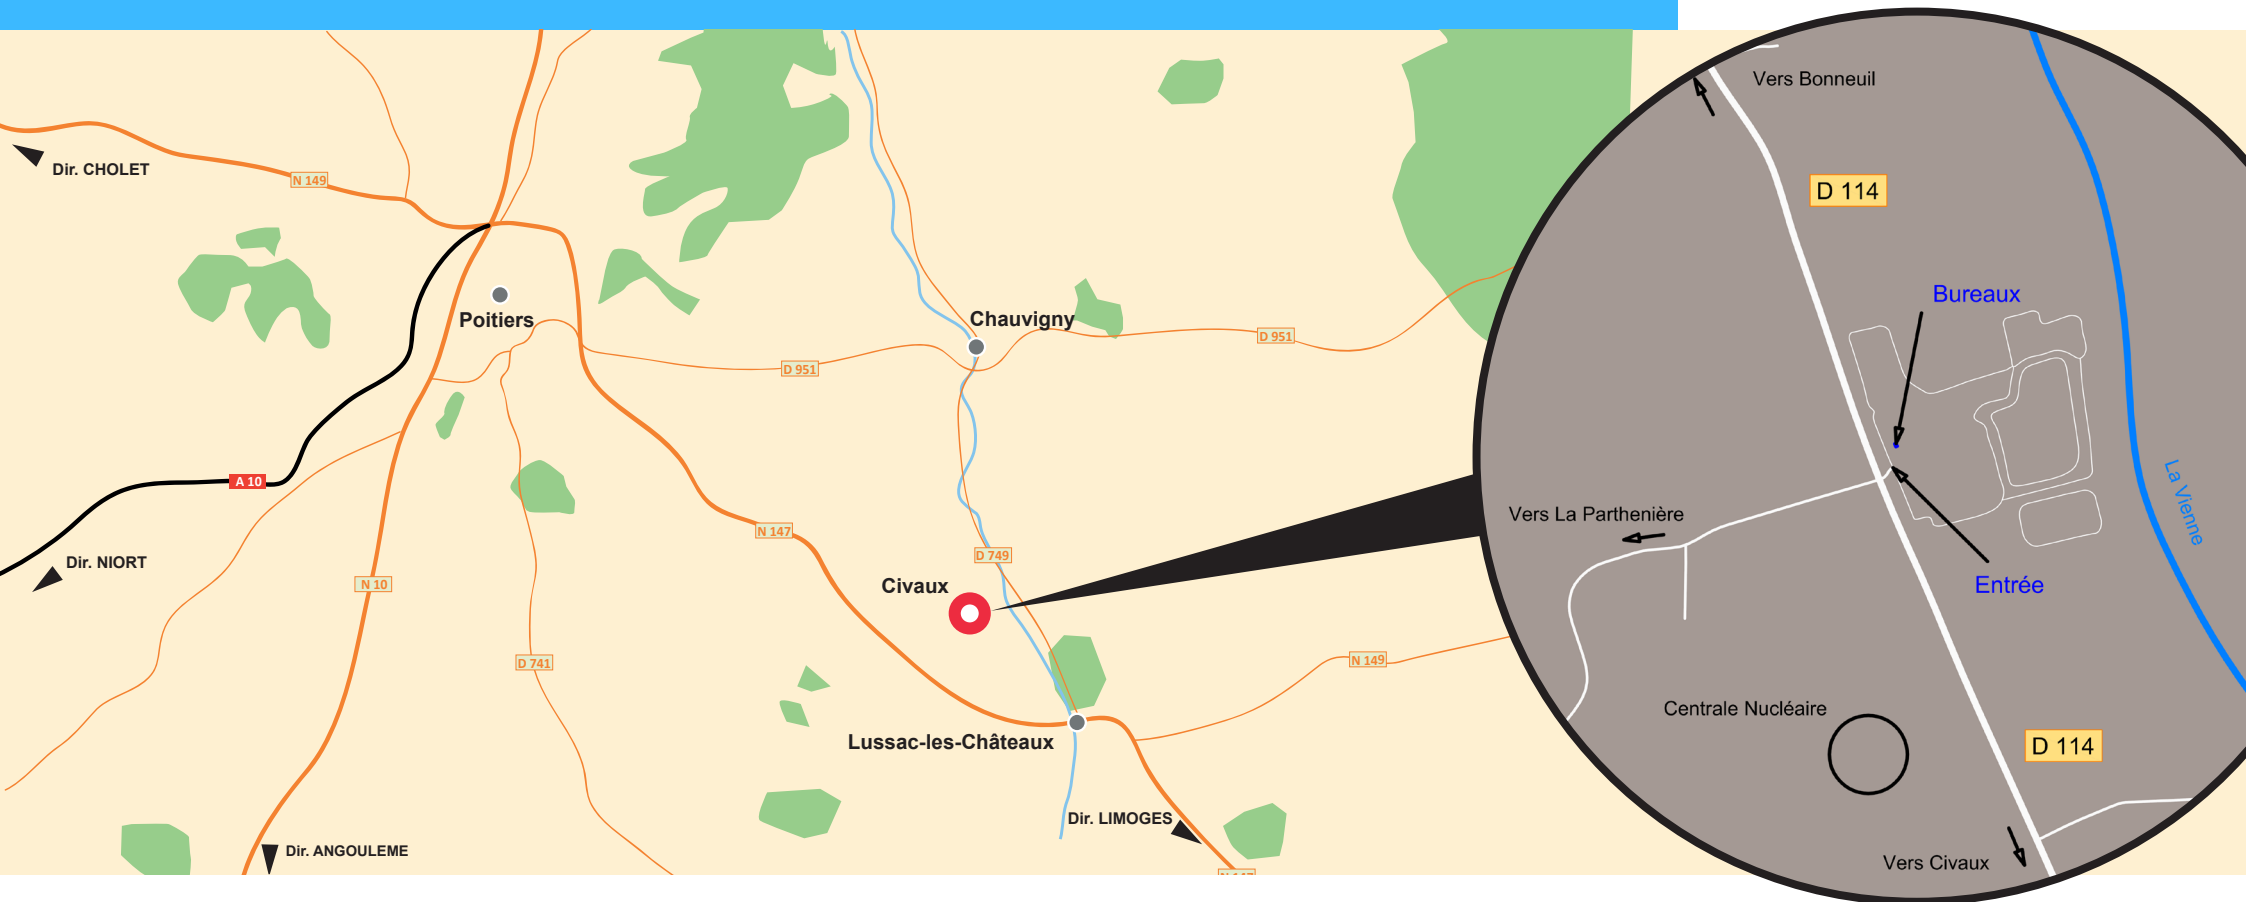 Dir. CHOLET
N 149
Poitiers
Chauvigny
D 951
D 951
A 10
N 147
Dir. NIORT
N 10
D 749
Civaux
D 741
N 149
Lussac-les-Châteaux
Dir. LIMOGES
Dir. ANGOULEME
N 147
Vers Bonneuil
D 114
Bureaux
La Vienne
Vers La Parthenière
Entrée
Centrale Nucléaire
D 114
Vers Civaux